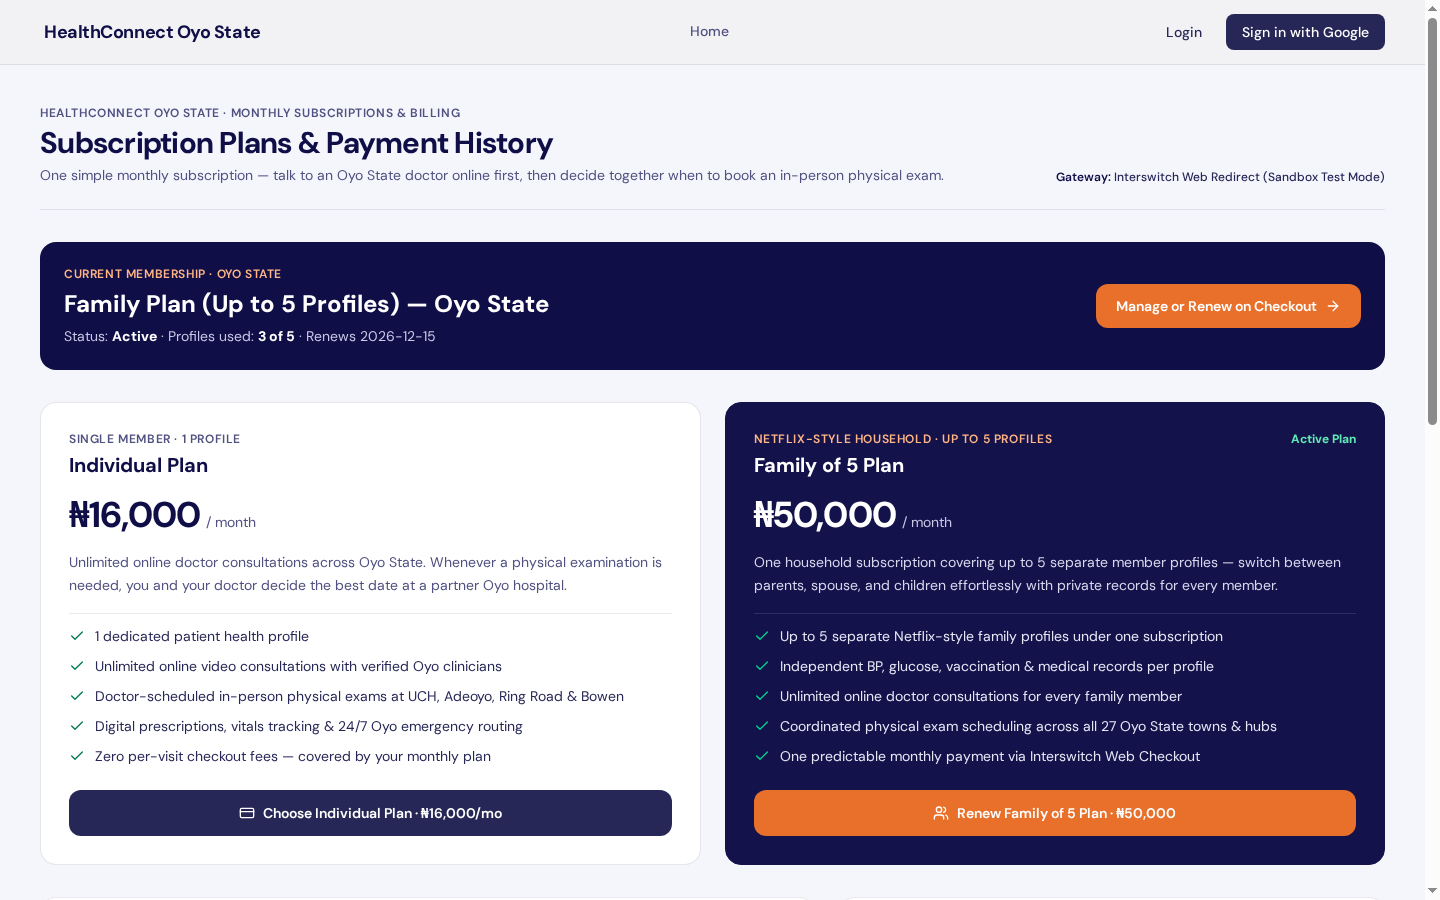 HealthConnect Oyo State
Home
Login
Sign in with Google
HEALTHCONNECT OYO STATE · MONTHLY SUBSCRIPTIONS & BILLING
Subscription Plans & Payment History
One simple monthly subscription — talk to an Oyo State doctor online first, then decide together when to book an in-person physical exam.
Gateway: Interswitch Web Redirect (Sandbox Test Mode)
CURRENT MEMBERSHIP · OYO STATE
Family Plan (Up to 5 Profiles) — Oyo State
Status: Active · Profiles used: 3 of 5 · Renews 2026-12-15
Manage or Renew on Checkout
SINGLE MEMBER · 1 PROFILE
Individual Plan
₦16,000 / month
Unlimited online doctor consultations across Oyo State. Whenever a physical examination is
needed, you and your doctor decide the best date at a partner Oyo hospital.
1 dedicated patient health profile
Unlimited online video consultations with verified Oyo clinicians
Doctor-scheduled in-person physical exams at UCH, Adeoyo, Ring Road & Bowen
Digital prescriptions, vitals tracking & 24/7 Oyo emergency routing
Zero per-visit checkout fees — covered by your monthly plan
Choose Individual Plan · ₦16,000/mo
NETFLIX-STYLE HOUSEHOLD · UP TO 5 PROFILES
Active Plan
Family of 5 Plan
₦50,000 / month
One household subscription covering up to 5 separate member profiles — switch between
parents, spouse, and children effortlessly with private records for every member.
Up to 5 separate Netflix-style family profiles under one subscription
Independent BP, glucose, vaccination & medical records per profile
Unlimited online doctor consultations for every family member
Coordinated physical exam scheduling across all 27 Oyo State towns & hubs
One predictable monthly payment via Interswitch Web Checkout
Renew Family of 5 Plan · ₦50,000